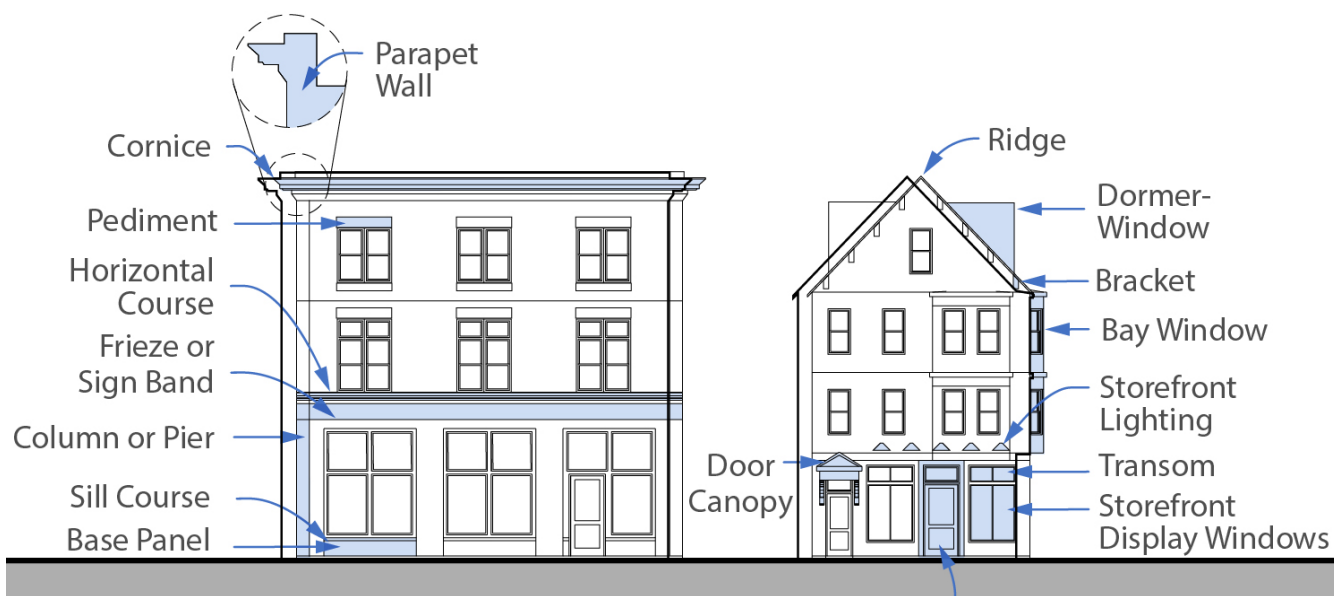 Parapet
Wall
Cornice
Pediment
Horizontal
Course
Frieze or
Sign Band
Column or Pier
Sill Course
Base Panel
Ridge
Dormer-
Window
Bracket
Bay Window
Storefront
Lighting
Door
Canopy
Transom
Storefront
Display Windows